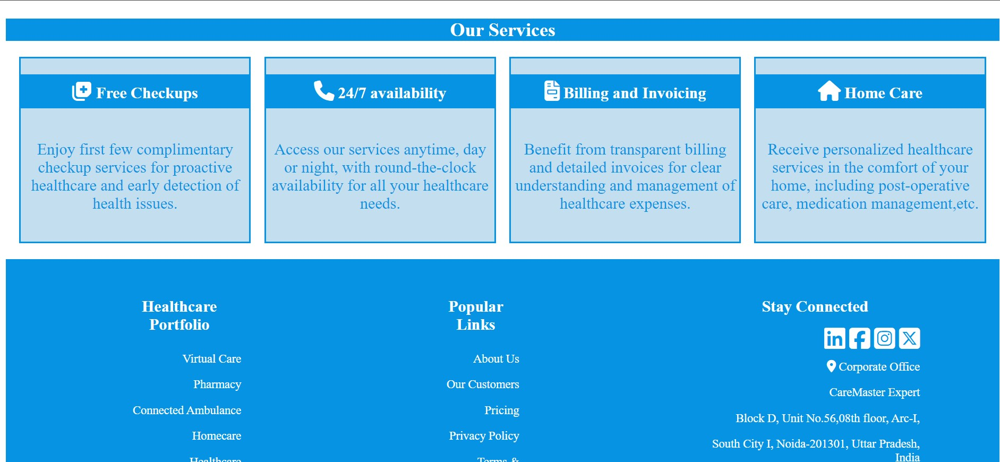 Our Services
Free Checkups
Enjoy first few complimentary
checkup services for proactive
healthcare and early detection of
health issues.
24/7 availability
Access our services anytime, day
or night, with round-the-clock
availability for all your healthcare
needs.
Billing and Invoicing
Benefit from transparent billing
and detailed invoices for clear
understanding and management of
healthcare expenses.
Home Care
Receive personalized healthcare
services in the comfort of your
home, including post-operative
care, medication management,etc.
Healthcare
Portfolio
Virtual Care
Pharmacy
Connected Ambulance
Homecare
Healthcare
Popular
Links
About Us
Our Customers
Pricing
Privacy Policy
Terms &
Stay Connected
Corporate Office
CareMaster Expert
Block D, Unit No.56,08th floor, Arc-I,
South City I, Noida-201301, Uttar Pradesh,
India